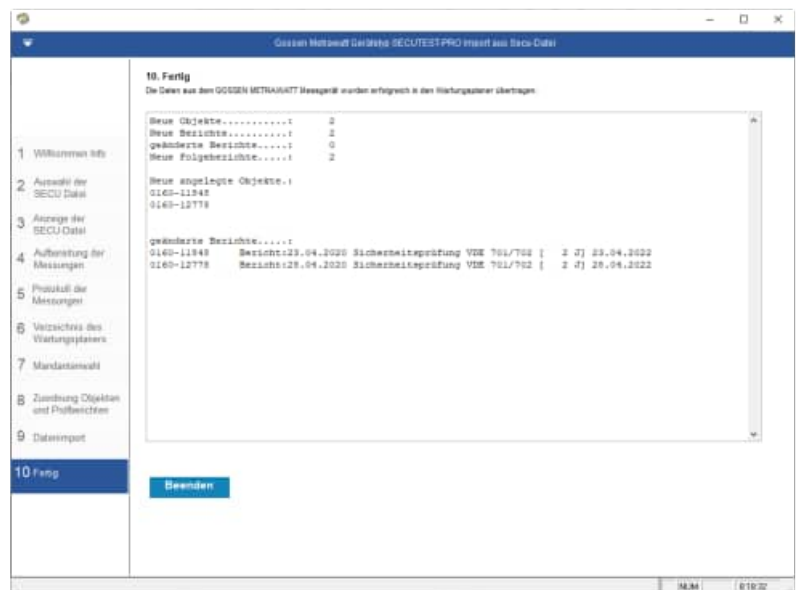 Gossen Metrawatt Gerätetyp SECUTEST-PRO Import aus Secu-Datei
10. Fertig
Die Daten aus dem GOSSEN METRAWATT Messgerät wurden erfolgreich in den Wartungsplaner übertragen
Neue Objekte...........: 2
Neue Berichte..........: 2
geänderte Berichte.....: 0
Neue Folgeberichte.....: 2
Neue angelegte Objekte.:
0160-11948
0160-12778
geänderte Berichte.....:
0160-11948 Bericht:23.04.2020 Sicherheitsprüfung VDE 701/702 [ 2 J] 23.04.2022
0160-12778 Bericht:28.04.2020 Sicherheitsprüfung VDE 701/702 [ 2 J] 28.04.2022
1 Willkommen Info
2 Auswahl der
SECU Datei
3 Anzeige der
SECU-Datei
4 Aufbereitung der
Messungen
5 Protokoll der
Messungen
6 Verzeichnis des
Wartungsplaners
7 Mandantenwahl
8 Zuordnung Objekten
und Prüfberichten
9 Datenimport
10 Fertig
Beenden
NUM 8:18:32